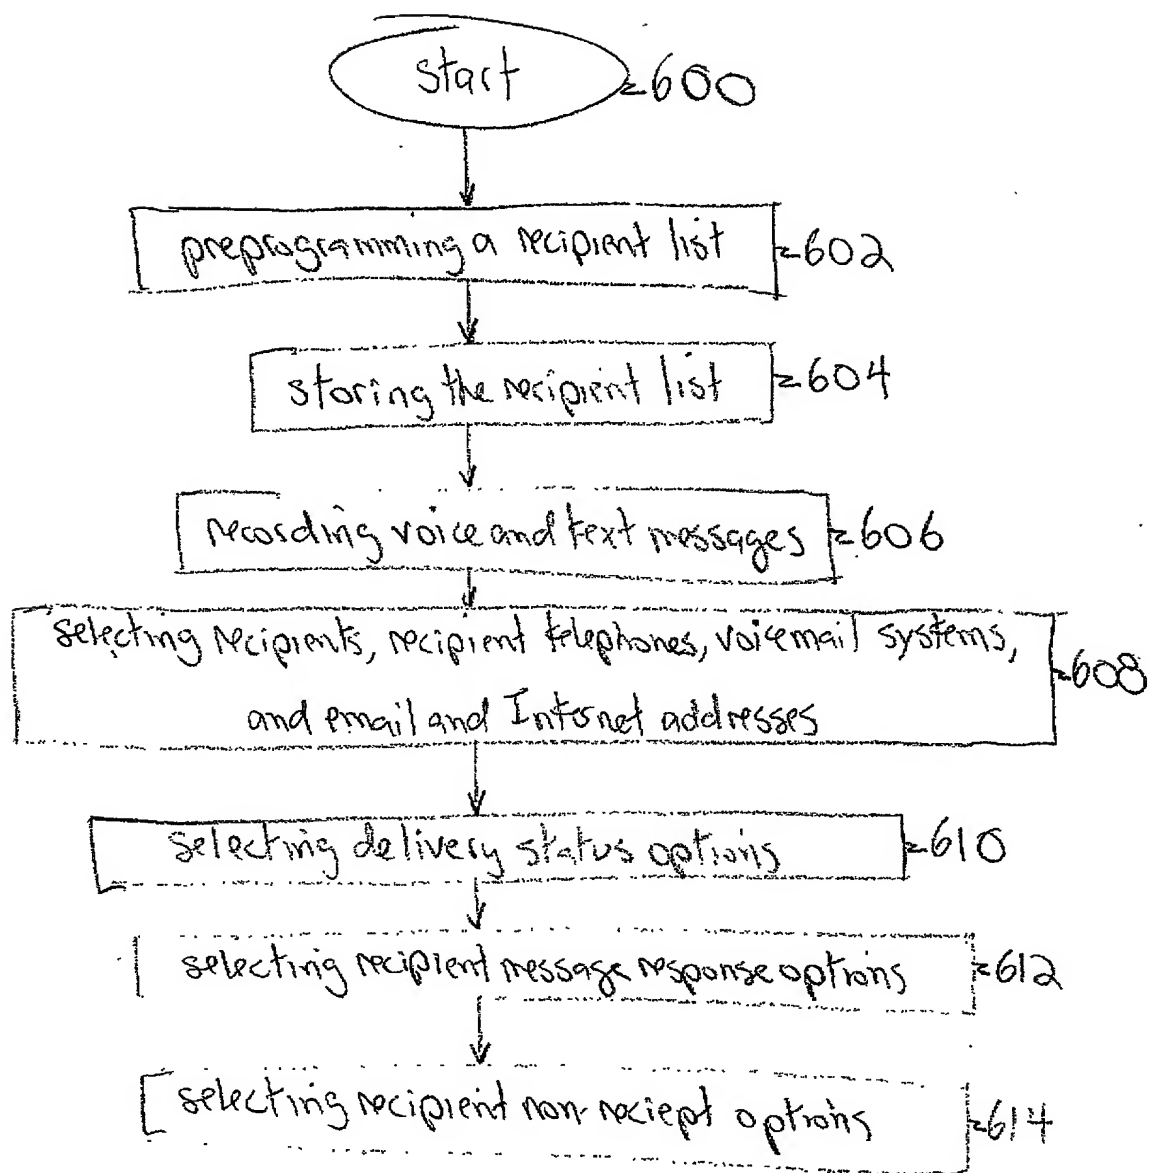 start 600
preprogramming a recipient list 602
storing the recipient list 604
recording voice and text messages 606
selecting recipients, recipient telephones, voicemail systems, 608
and email and Internet addresses
selecting delivery status options 610
selecting recipient message response options 612
selecting recipient non-reciept options 614